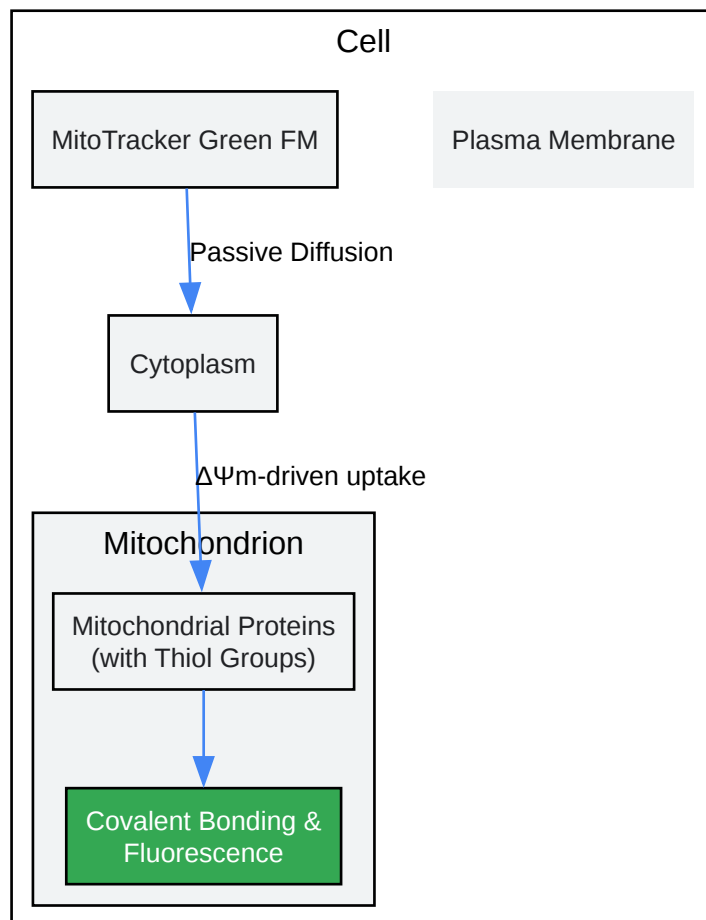 Cell
MitoTracker Green FM
Plasma Membrane
Passive Diffusion
Cytoplasm
ΔΨm-driven uptake
Mitochondrion
Mitochondrial Proteins
(with Thiol Groups)
Covalent Bonding &
Fluorescence